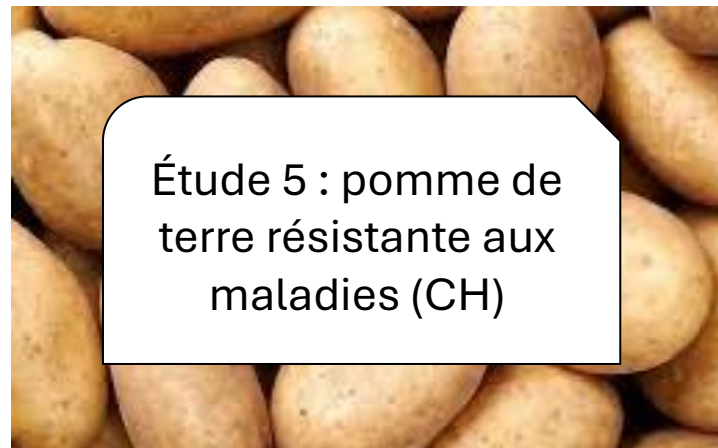 Étude 5 : pomme de
terre résistante aux
maladies (CH)